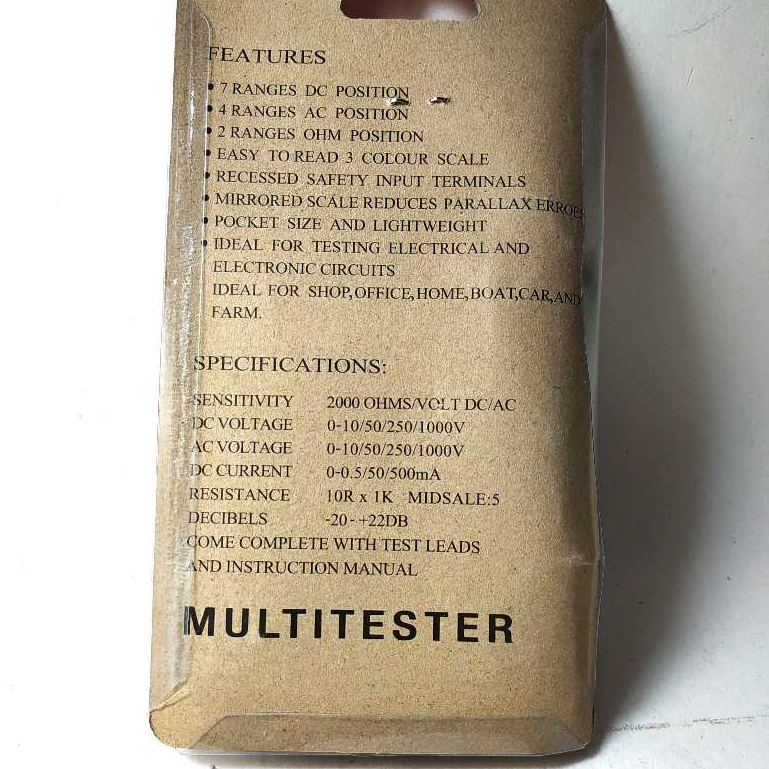 FEATURES
• 7 RANGES DC POSITION
• 4 RANGES AC POSITION
• 2 RANGES OHM POSITION
• EASY TO READ 3 COLOUR SCALE
• RECESSED SAFETY INPUT TERMINALS
• MIRRORED SCALE REDUCES PARALLAX ERRORS
• POCKET SIZE AND LIGHTWEIGHT
• IDEAL FOR TESTING ELECTRICAL AND
ELECTRONIC CIRCUITS
IDEAL FOR SHOP,OFFICE,HOME,BOAT,CAR,AND
FARM.
SPECIFICATIONS:
SENSITIVITY 2000 OHMS/VOLT DC/AC
DC VOLTAGE 0-10/50/250/1000V
AC VOLTAGE 0-10/50/250/1000V
DC CURRENT 0-0.5/50/500mA
RESISTANCE 10R x 1K MIDSALE:5
DECIBELS -20-+22DB
COME COMPLETE WITH TEST LEADS
AND INSTRUCTION MANUAL
MULTITESTER